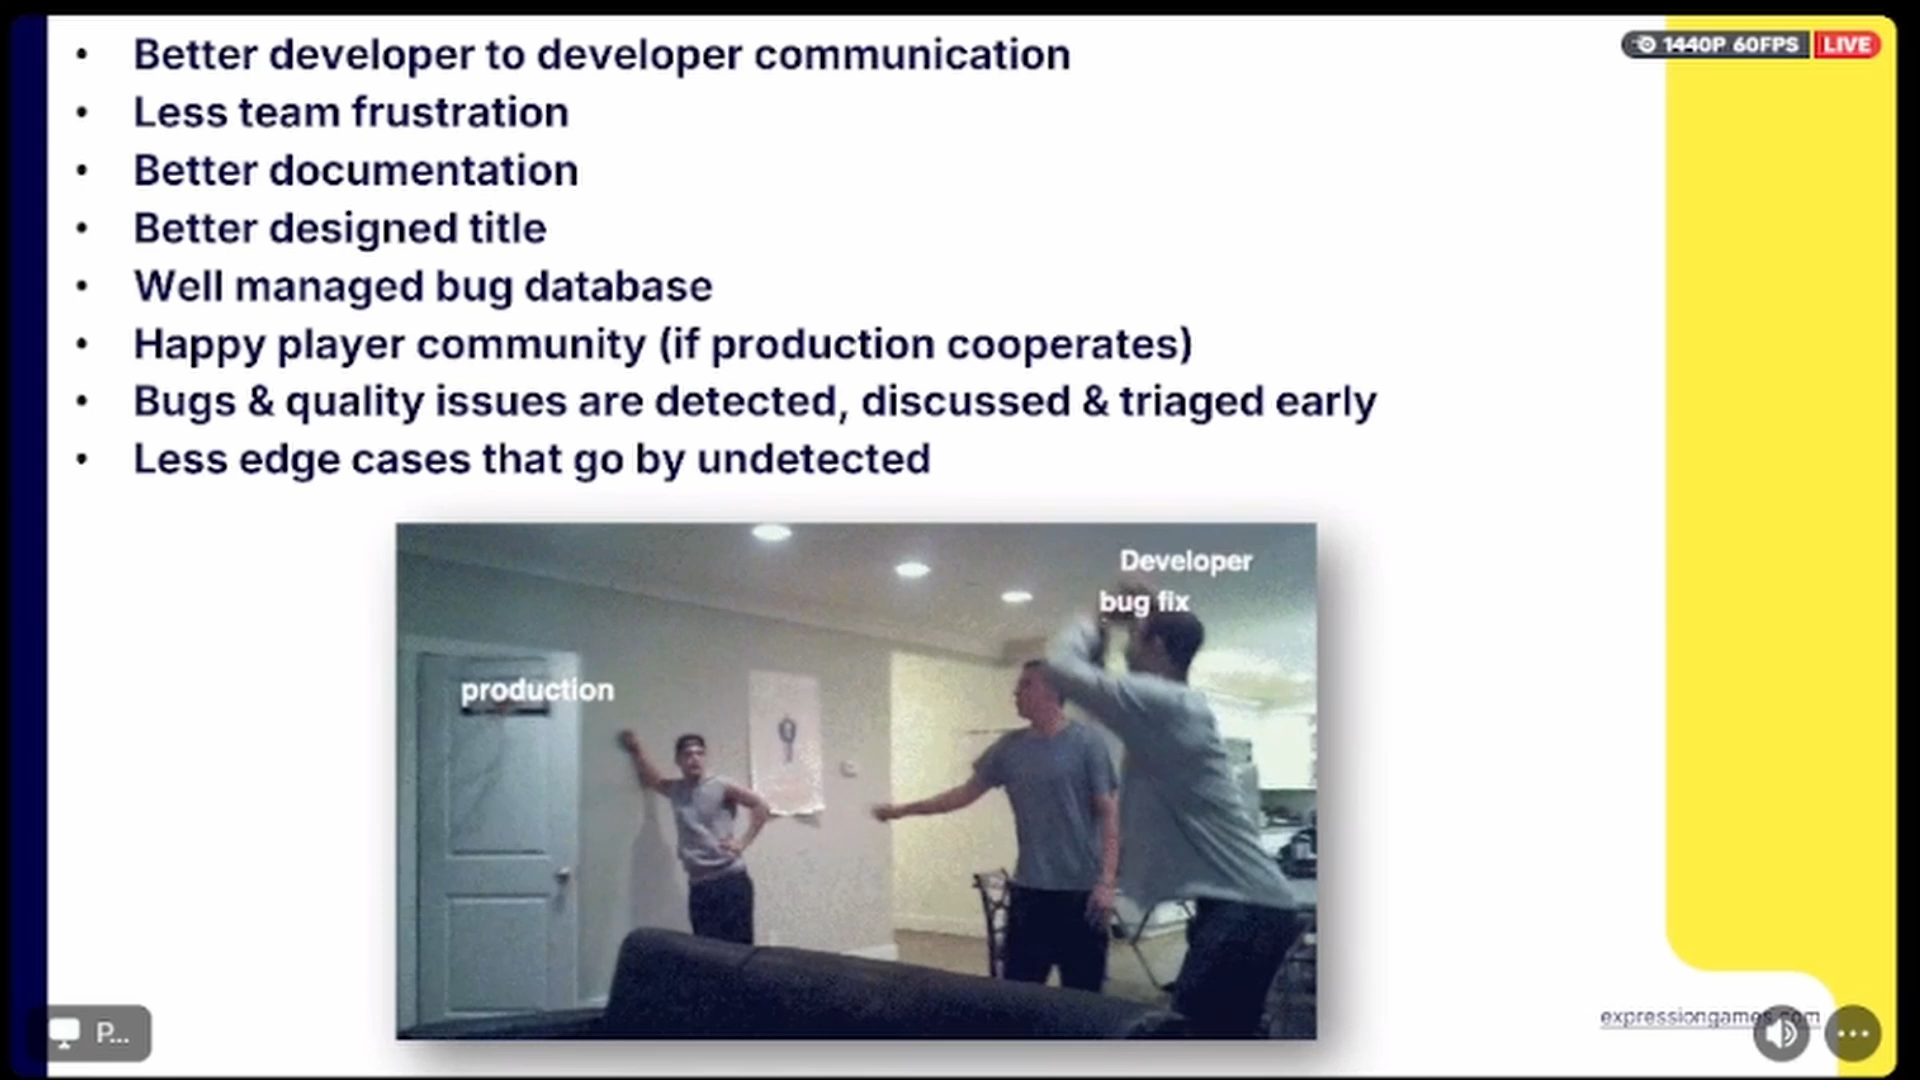 • Better developer to developer communication
1440P 60FPS LIVE
• Less team frustration
• Better documentation
• Better designed title
• Well managed bug database
• Happy player community (if production cooperates)
• Bugs & quality issues are detected, discussed & triaged early
• Less edge cases that go by undetected
Developer
bug fix
production
expressiongames.com
P...